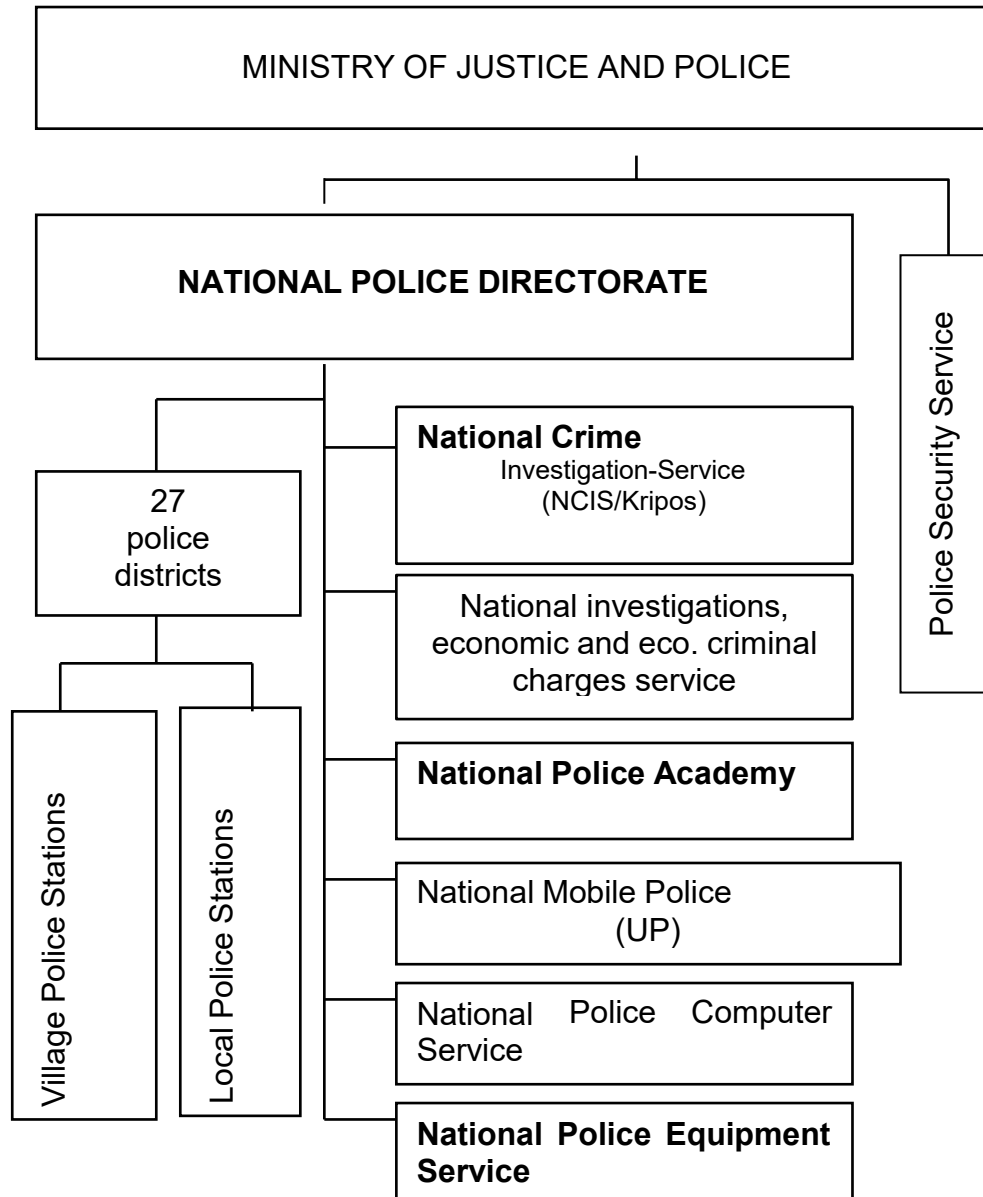 MINISTRY OF JUSTICE AND POLICE
NATIONAL POLICE DIRECTORATE
Police Security Service
National Crime
Investigation-Service
(NCIS/Kripos)
27
police
districts
National investigations,
economic and eco. criminal
charges service
Village Police Stations
Local Police Stations
National Police Academy
National Mobile Police
(UP)
National Police Computer
Service
National Police Equipment
Service